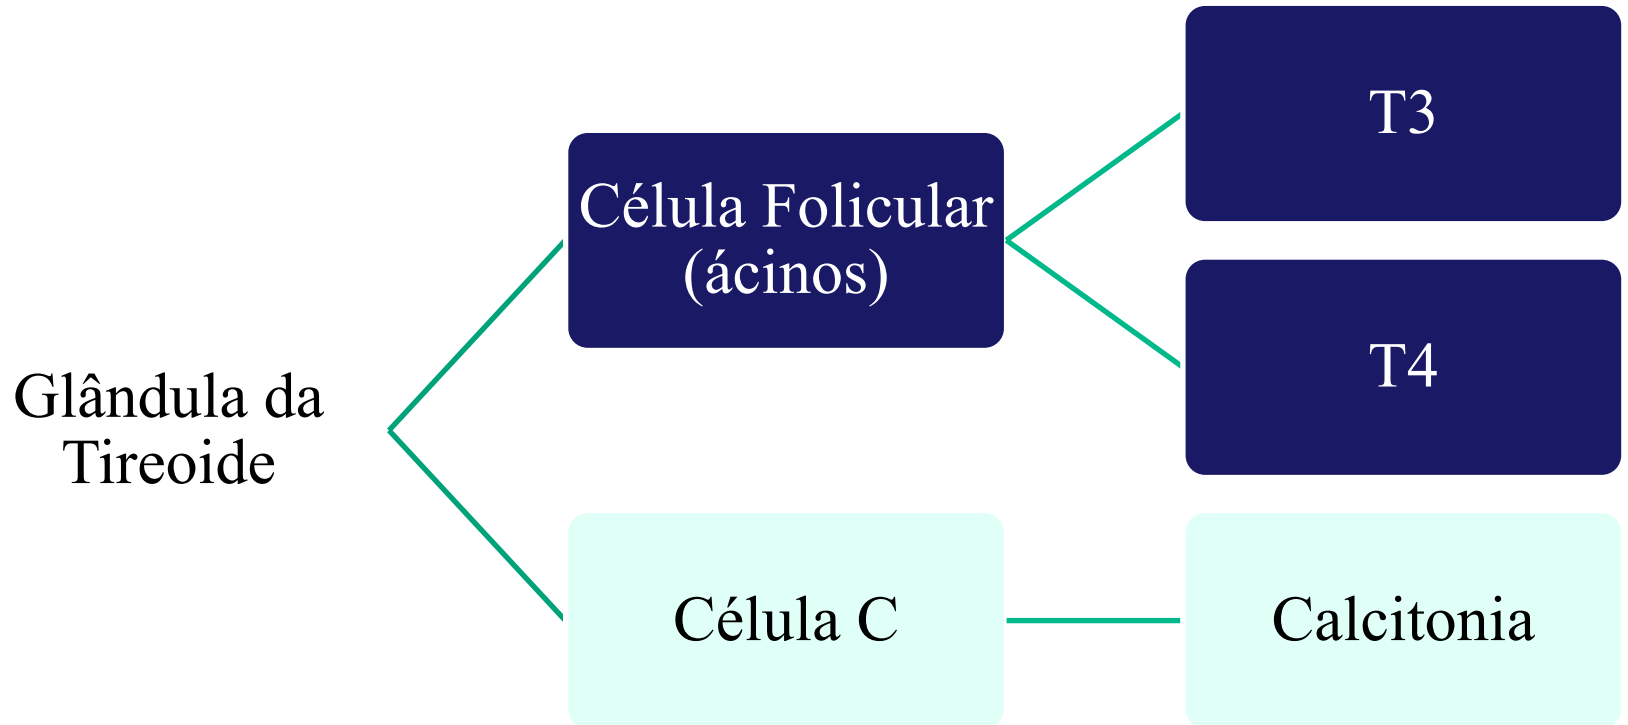 Glândula da
Tireoide
Célula Folicular
(ácinos)
T3
T4
Célula C
Calcitonia